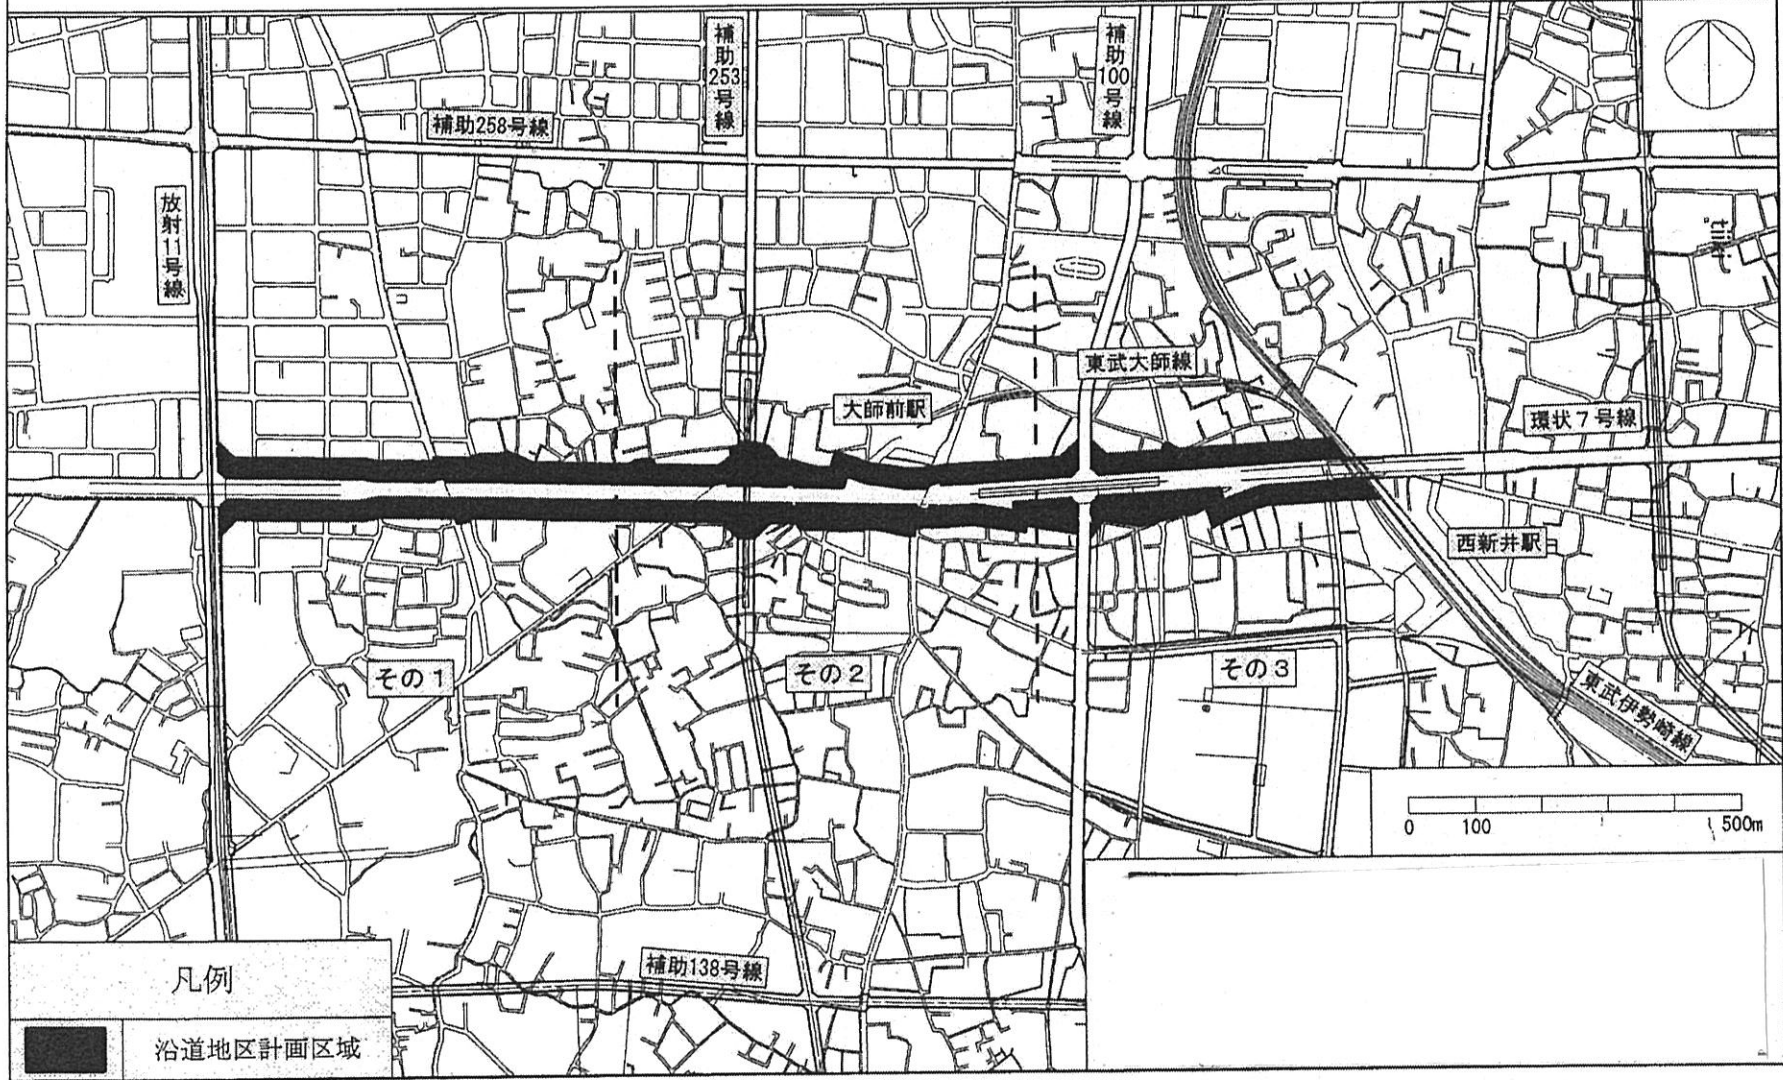 補助253号線
補助100号線
補助258号線
放射11号線
東武大師線
大師前駅
環状7号線
西新井駅
その1
その2
その3
東武伊勢崎線
0 100 500m
補助138号線
凡例
沿道地区計画区域